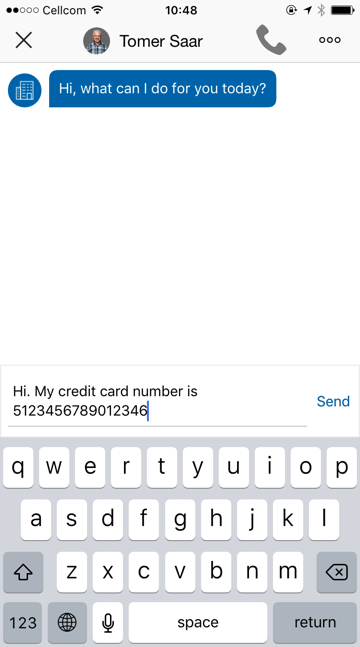 Cellcom 10:48
Tomer Saar
Hi, what can I do for you today?
Hi. My credit card number is
5123456789012346
Send
q w e r t y u i o p
a s d f g h j k l
z x c v b n m
123 space return